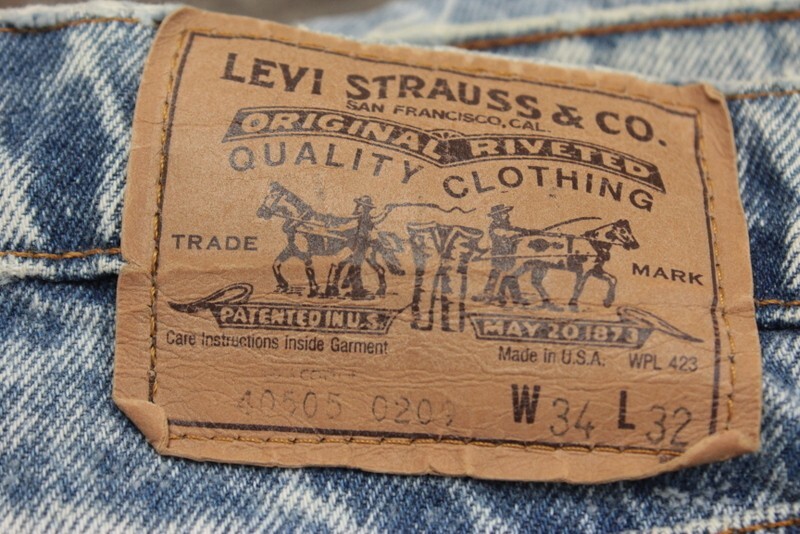 LEVI STRAUSS & CO.
SAN FRANCISCO, CAL.
ORIGINAL RIVETED
QUALITY CLOTHING
TRADE MARK
PATENTED IN U.S. MAY 20 1873
Care Instructions Inside Garment Made in U.S.A. WPL 423
40505 0209 W 34 L 32